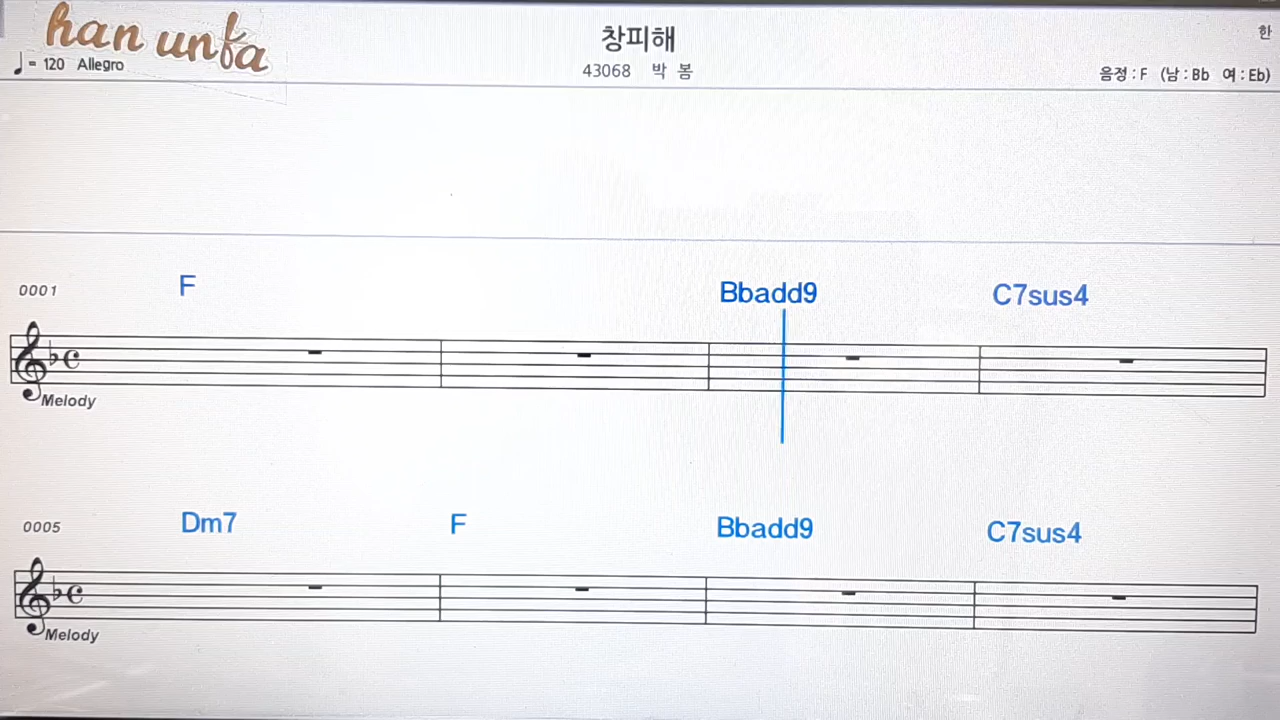 han unfa
창피해
한
♩= 120 Allegro
43068 박 봄
음정 : F (남 : Bb 여 : Eb)
0001 F Bbadd9 C7sus4
Melody
0005 Dm7 F Bbadd9 C7sus4
Melody